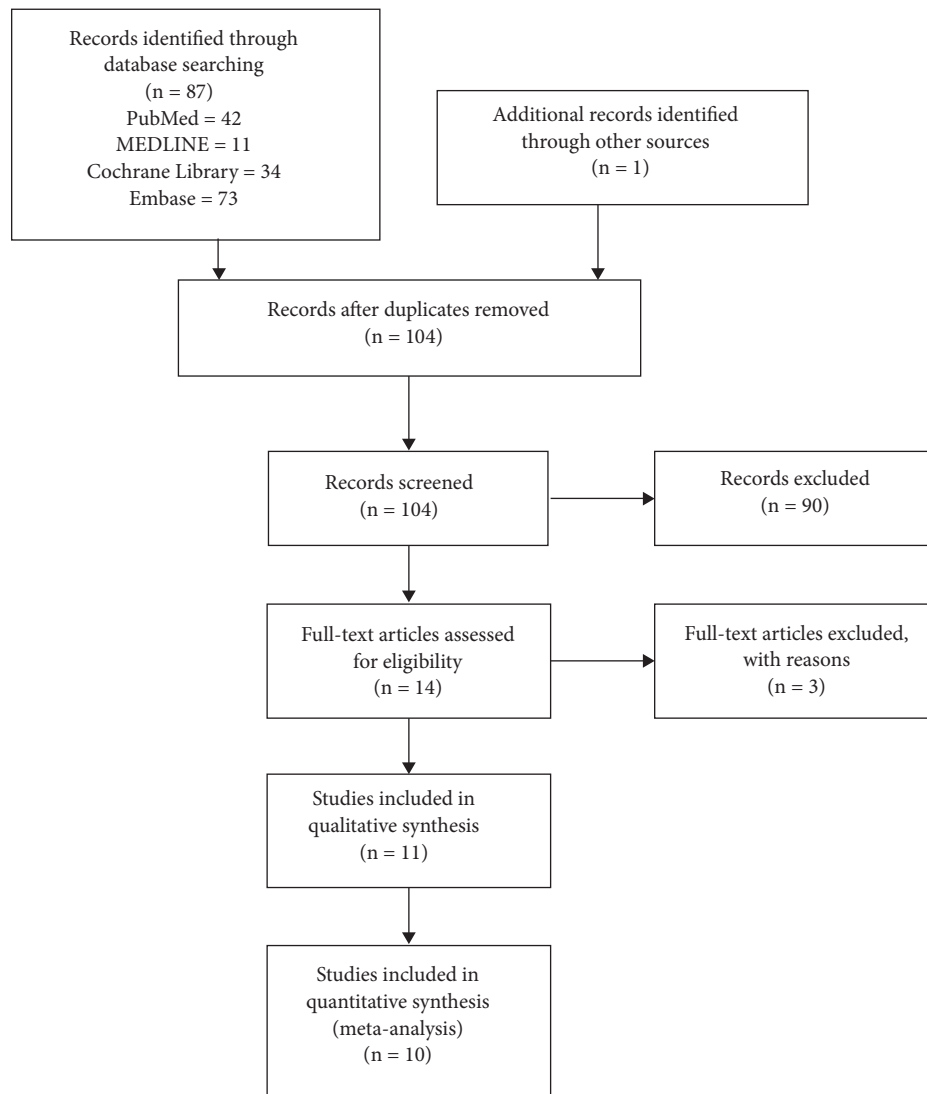 Records identified through
database searching
(n = 87)
PubMed = 42
MEDLINE = 11
Cochrane Library = 34
Embase = 73
Additional records identified
through other sources
(n = 1)
Records after duplicates removed
(n = 104)
Records screened
(n = 104)
Records excluded
(n = 90)
Full-text articles assessed
for eligibility
(n = 14)
Full-text articles excluded,
with reasons
(n = 3)
Studies included in
qualitative synthesis
(n = 11)
Studies included in
quantitative synthesis
(meta-analysis)
(n = 10)